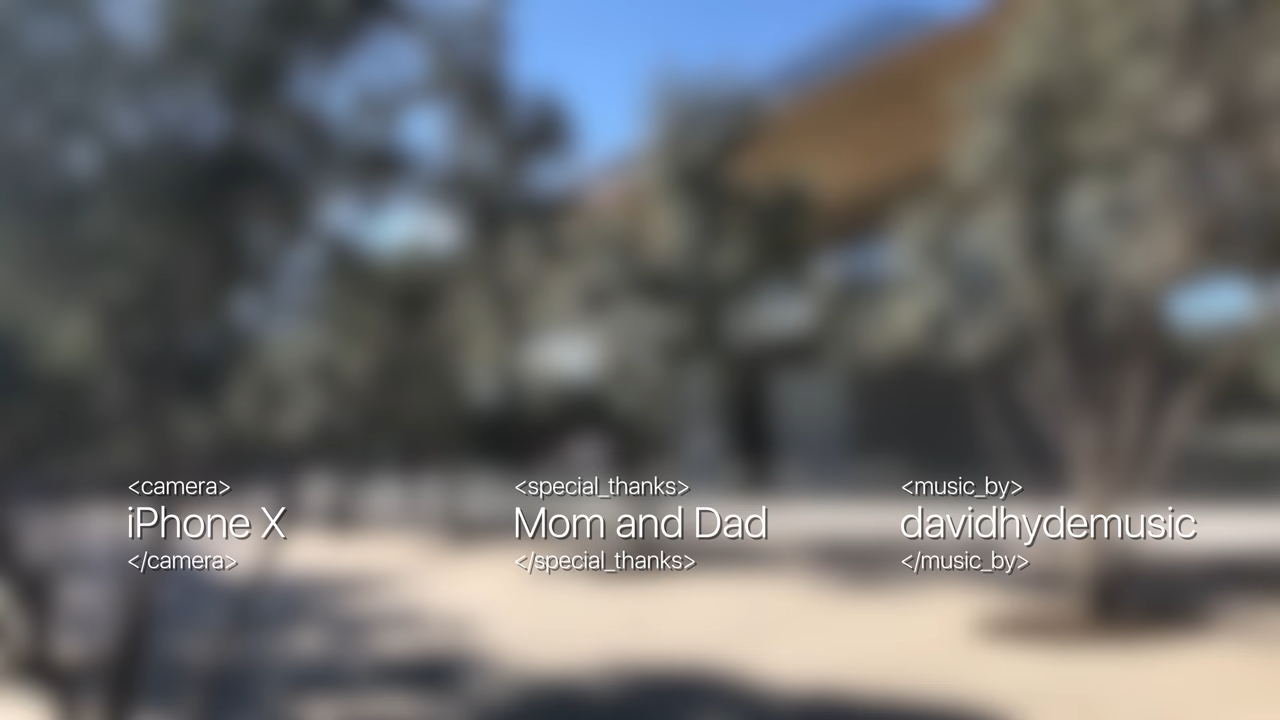 <camera>
iPhone X
</camera>
<special_thanks>
Mom and Dad
</special_thanks>
<music_by>
davidhydemusic
</music_by>